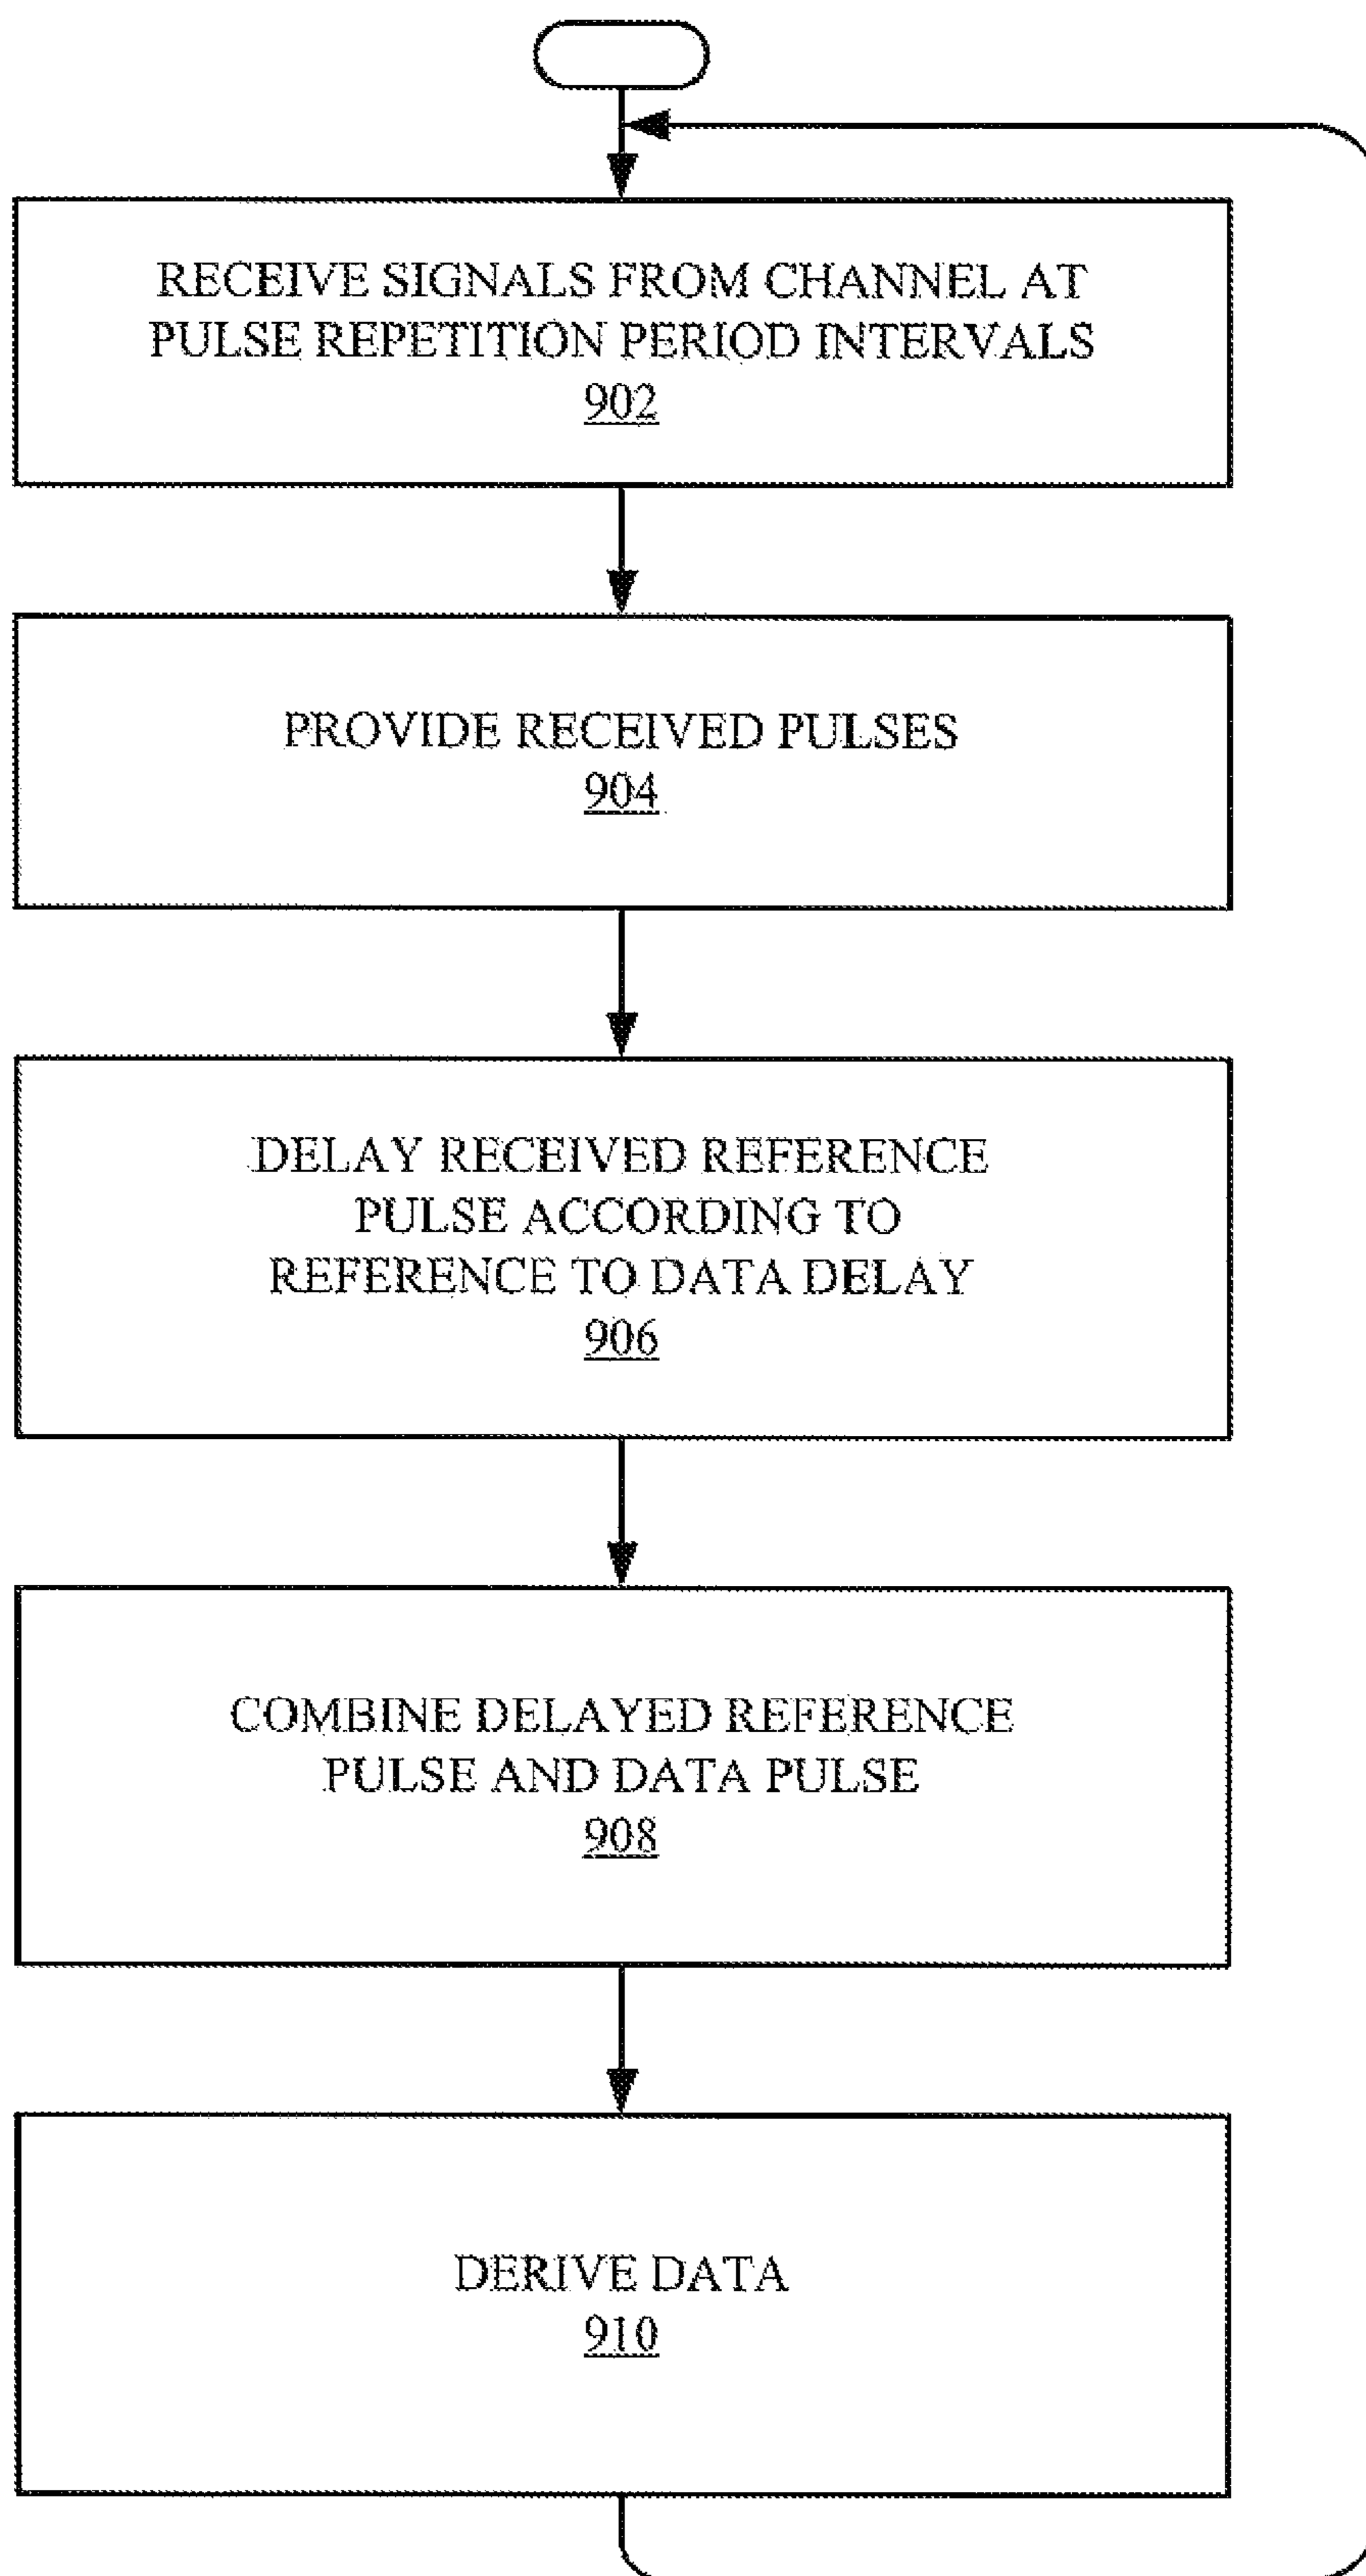 RECEIVE SIGNALS FROM CHANNEL AT
PULSE REPETITION PERIOD INTERVALS
902
PROVIDE RECEIVED PULSES
904
DELAY RECEIVED REFERENCE
PULSE ACCORDING TO
REFERENCE TO DATA DELAY
906
COMBINE DELAYED REFERENCE
PULSE AND DATA PULSE
908
DERIVE DATA
910